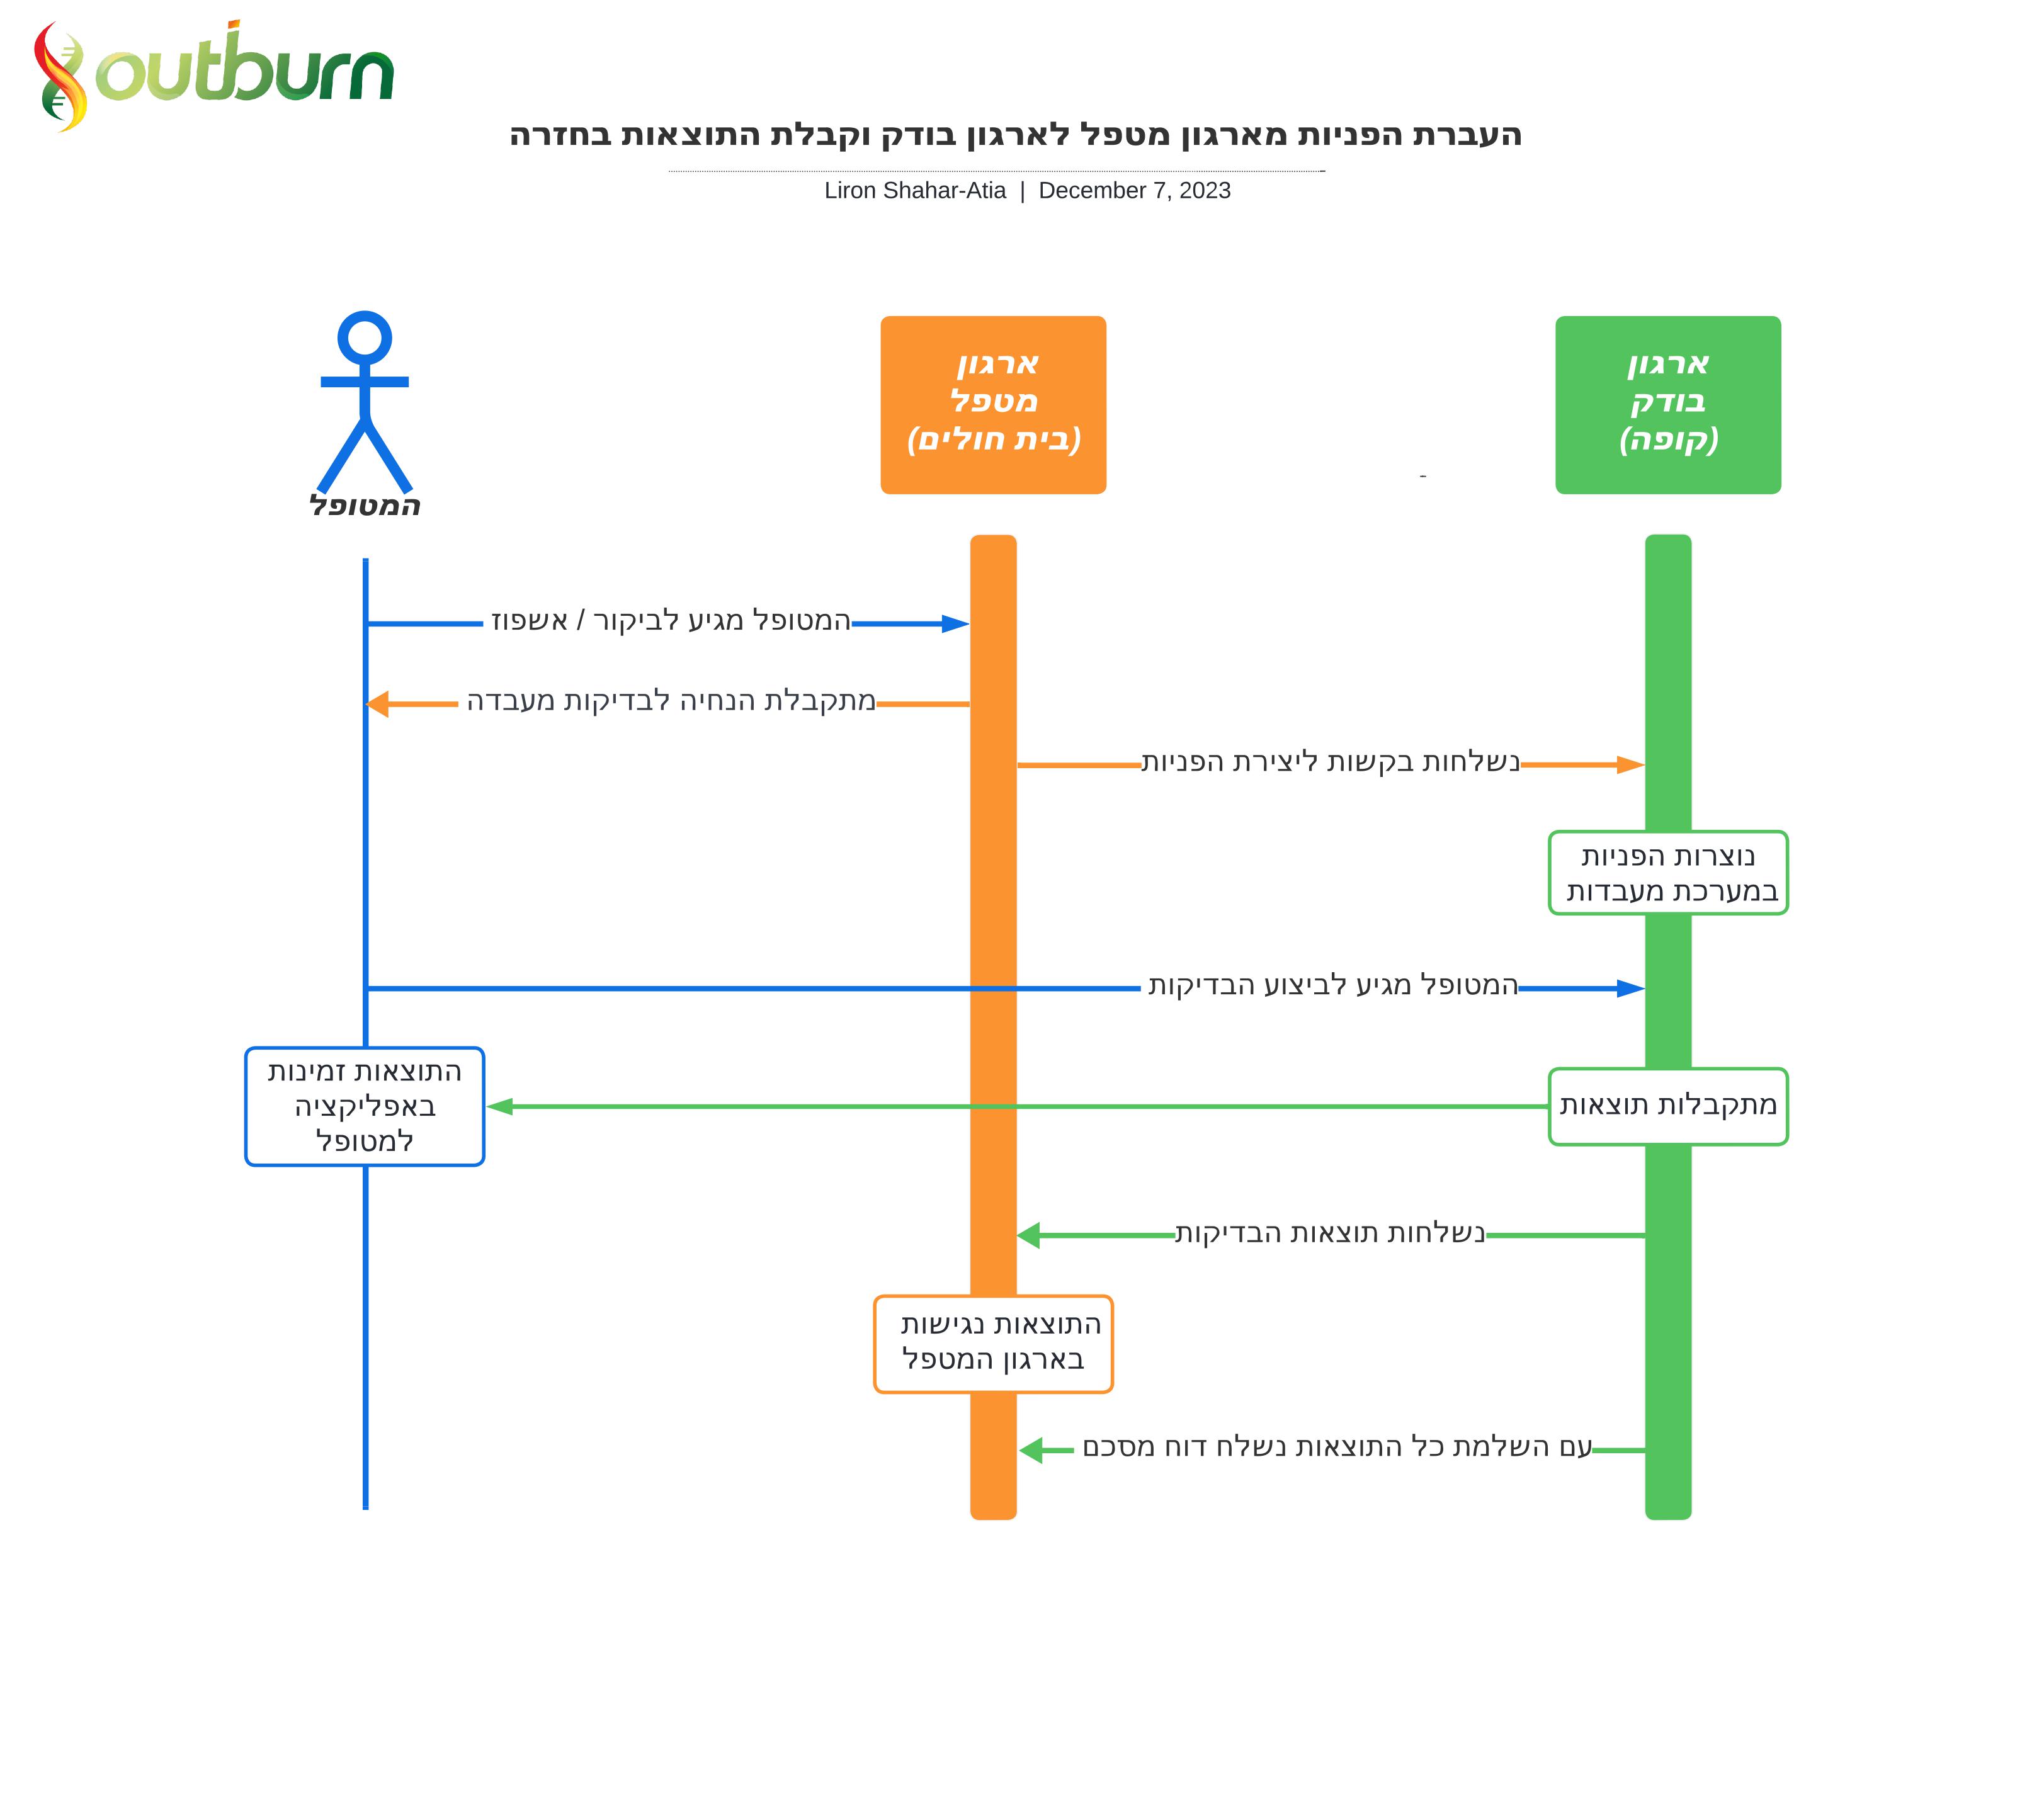 outburn
העברת הפניות מארגון מטפל לארגון בודק וקבלת התוצאות בחזרה
Liron Shahar-Atia | December 7, 2023
המטופל
ארגון
מטפל
(בית חולים)
ארגון
בודק
(קופה)
המטופל מגיע לביקור / אשפוז
מתקבלת הנחיה לבדיקות מעבדה
נשלחות בקשות ליצירת הפניות
נוצרות הפניות
במערכת מעבדות
המטופל מגיע לביצוע הבדיקות
מתקבלות תוצאות
התוצאות זמינות
באפליקציה
למטופל
נשלחות תוצאות הבדיקות
התוצאות נגישות
בארגון המטפל
עם השלמת כל התוצאות נשלח דוח מסכם